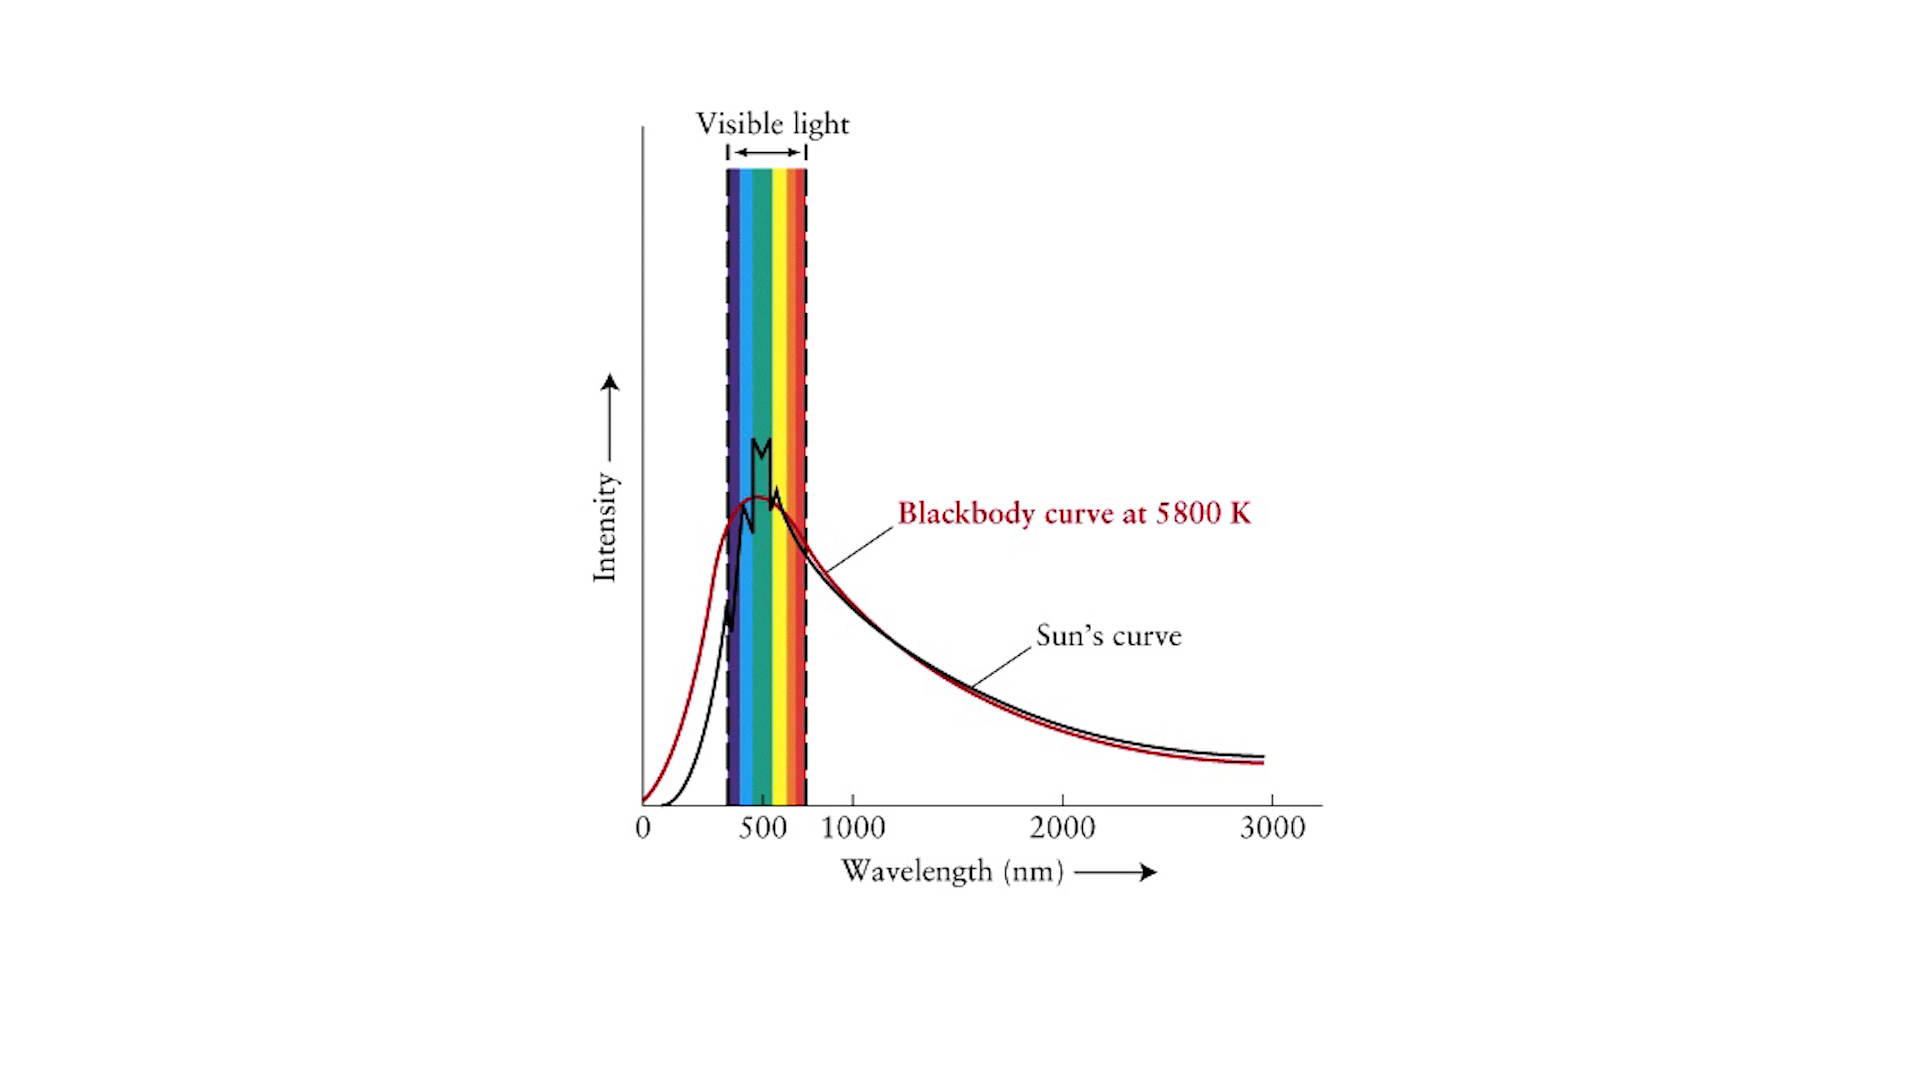 Visible light
Intensity
Blackbody curve at 5800 K
Sun's curve
0 500 1000 2000 3000
Wavelength (nm)